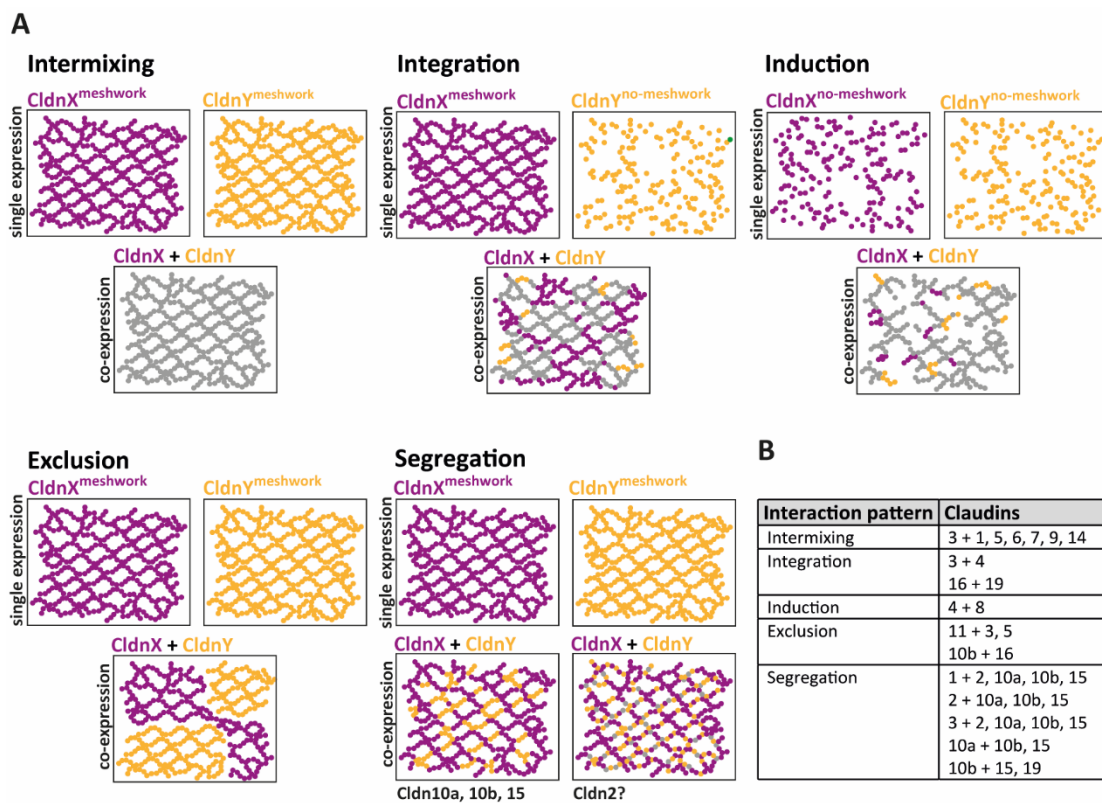 A
Intermixing
CldnX^meshwork CldnY^meshwork
single expression
CldnX + CldnY
co-expression
Integration
CldnX^meshwork CldnY^no-meshwork
single expression
CldnX + CldnY
co-expression
Induction
CldnX^no-meshwork CldnY^no-meshwork
single expression
CldnX + CldnY
co-expression
Exclusion
CldnX^meshwork CldnY^meshwork
single expression
CldnX + CldnY
co-expression
Segregation
CldnX^meshwork CldnY^meshwork
single expression
CldnX + CldnY CldnX + CldnY
co-expression
Cldn10a, 10b, 15 Cldn2?
B
Interaction pattern Claudins
Intermixing 3 + 1, 5, 6, 7, 9, 14
Integration 3 + 4
16 + 19
Induction 4 + 8
Exclusion 11 + 3, 5
10b + 16
Segregation 1 + 2, 10a, 10b, 15
2 + 10a, 10b, 15
3 + 2, 10a, 10b, 15
10a + 10b, 15
10b + 15, 19